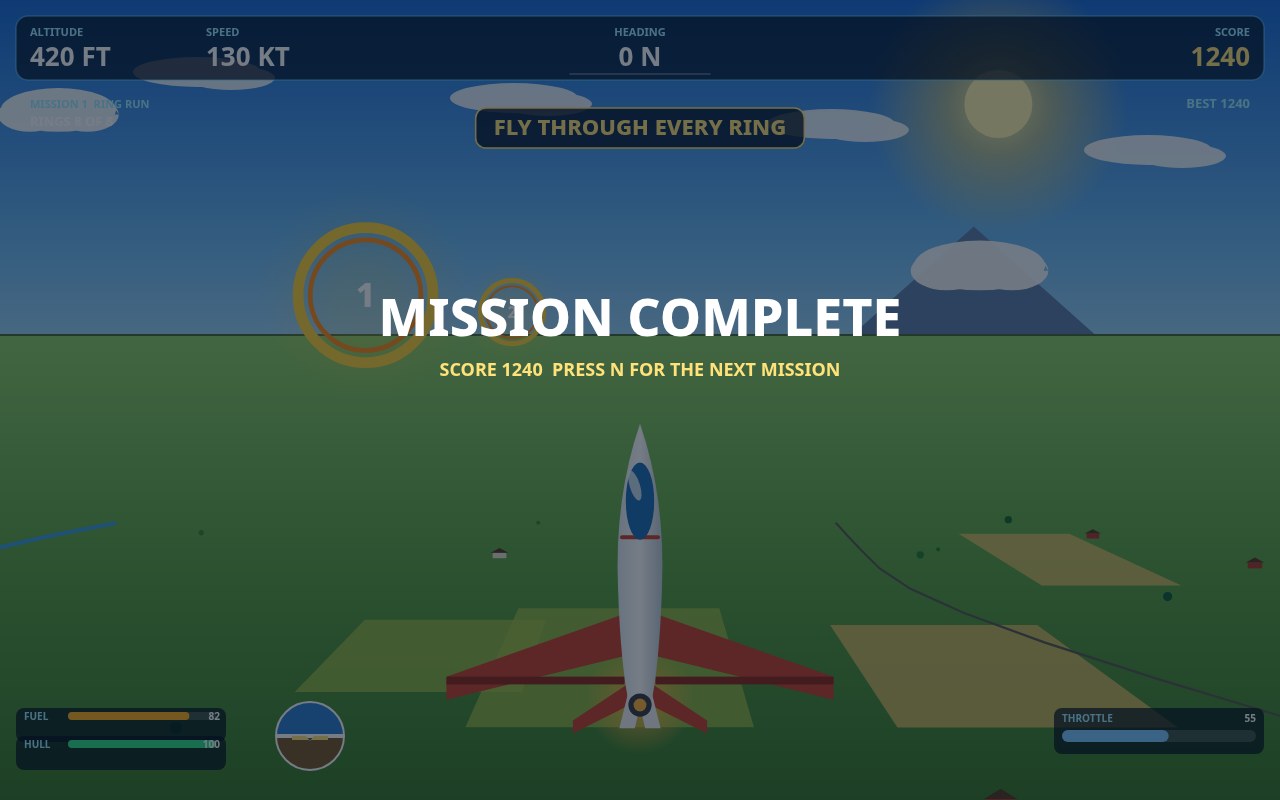 ALTITUDE
420 FT
SPEED
130 KT
HEADING
0 N
SCORE
1240
MISSION 1 RING RUN
BEST 1240
FLY THROUGH EVERY RING
1
2
MISSION COMPLETE
SCORE 1240 PRESS N FOR THE NEXT MISSION
FUEL 82
HULL 100
THROTTLE 55